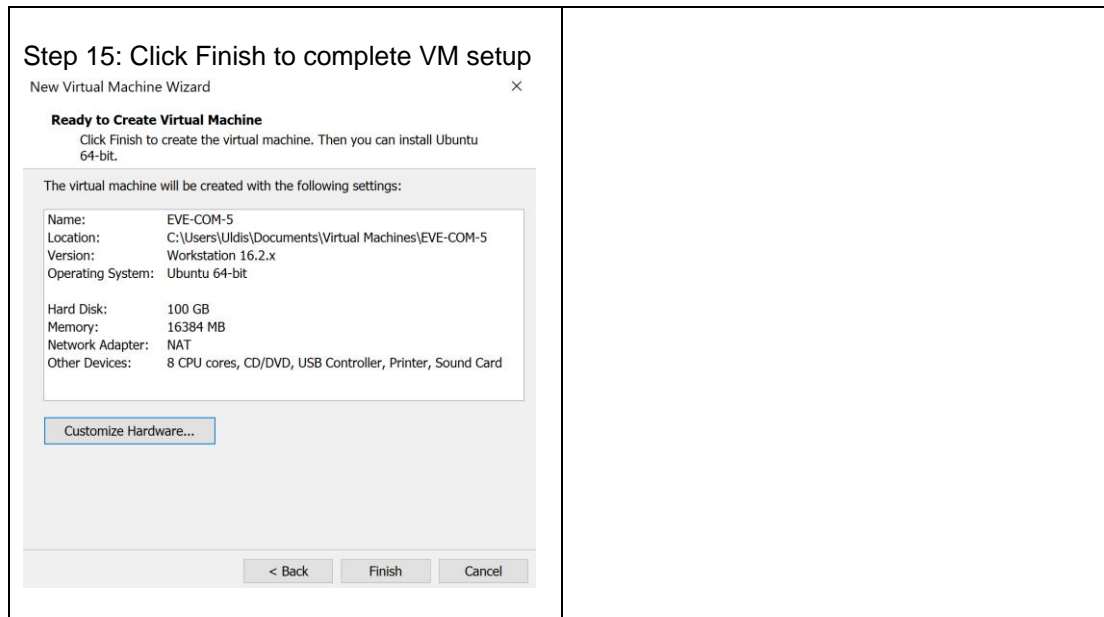 Step 15: Click Finish to complete VM setup
New Virtual Machine Wizard
Ready to Create Virtual Machine
Click Finish to create the virtual machine. Then you can install Ubuntu
64-bit.
The virtual machine will be created with the following settings:
Name: EVE-COM-5
Location: C:\Users\Uldis\Documents\Virtual Machines\EVE-COM-5
Version: Workstation 16.2.x
Operating System: Ubuntu 64-bit
Hard Disk: 100 GB
Memory: 16384 MB
Network Adapter: NAT
Other Devices: 8 CPU cores, CD/DVD, USB Controller, Printer, Sound Card
Customize Hardware...
< Back Finish Cancel